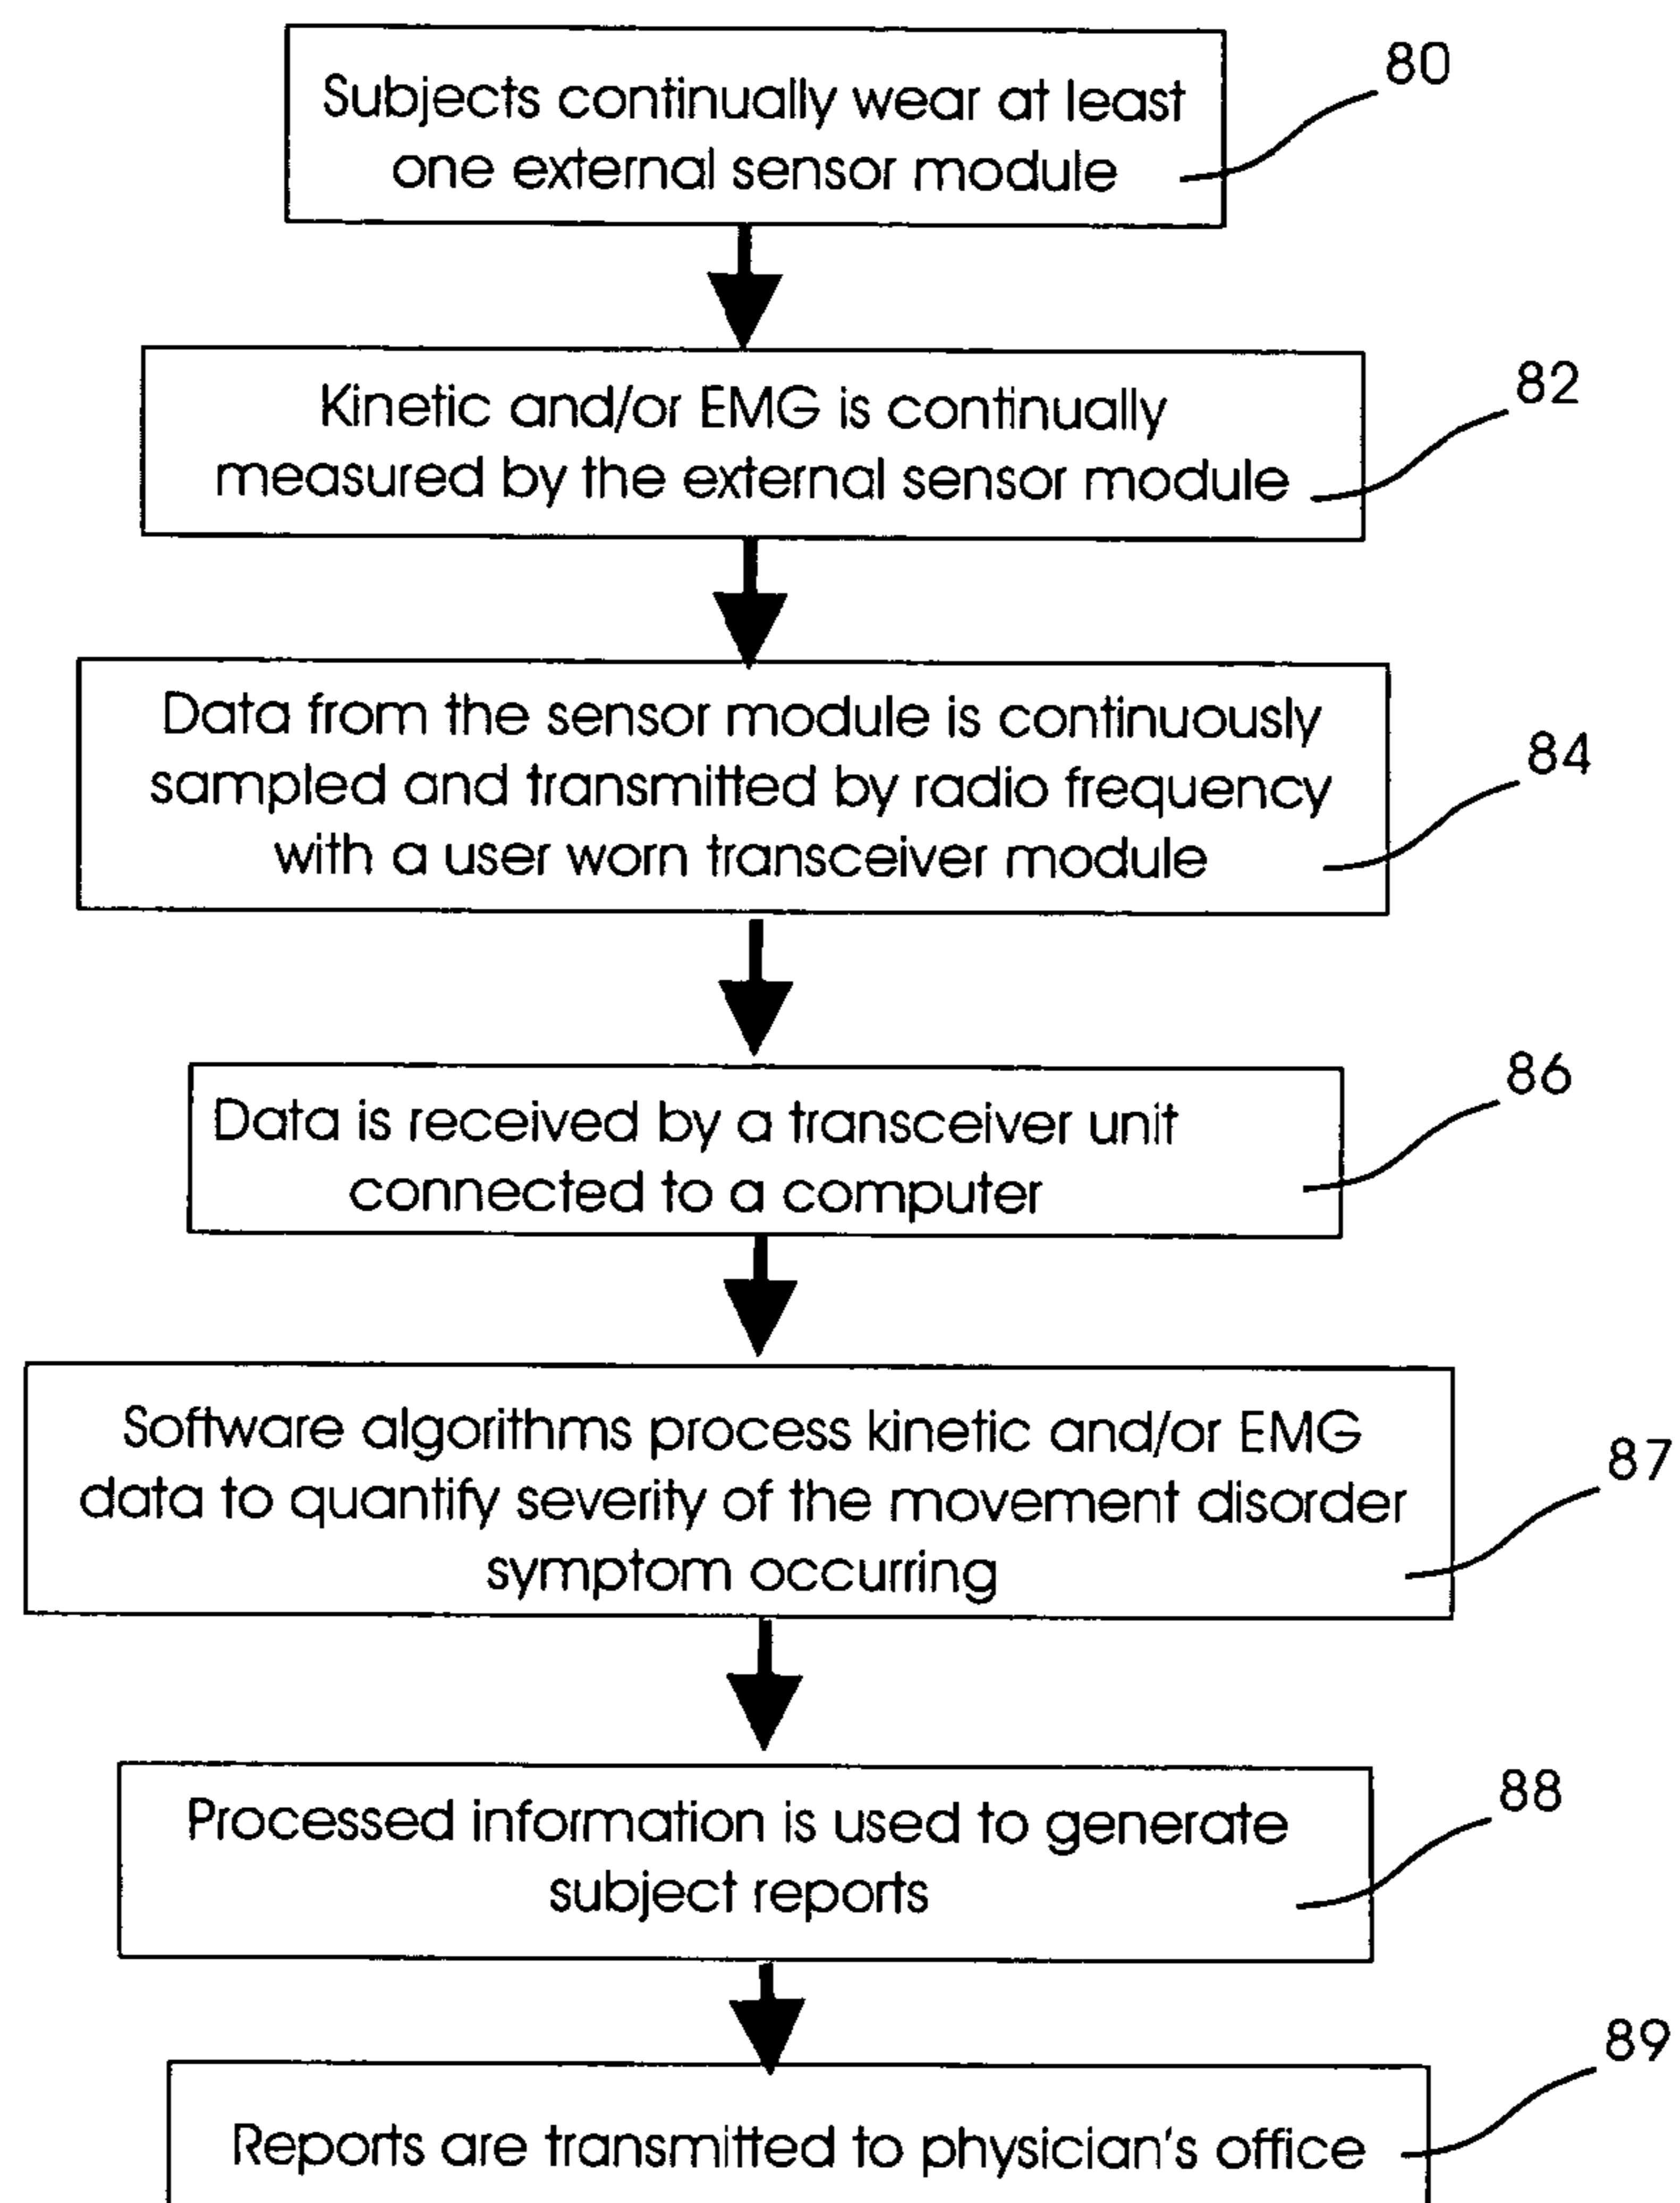 Subjects continually wear at least
one external sensor module
80
Kinetic and/or EMG is continually
measured by the external sensor module
82
Data from the sensor module is continuously
sampled and transmitted by radio frequency
with a user worn transceiver module
84
Data is received by a transceiver unit
connected to a computer
86
Software algorithms process kinetic and/or EMG
data to quantify severity of the movement disorder
symptom occurring
87
Processed information is used to generate
subject reports
88
Reports are transmitted to physician's office
89